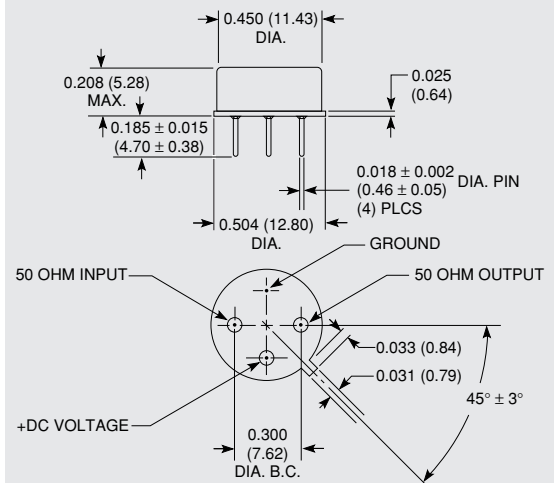 0.450 (11.43)
DIA.
0.208 (5.28)
MAX.
0.025
(0.64)
0.185 ± 0.015
(4.70 ± 0.38)
0.018 ± 0.002
(0.46 ± 0.05)
(4) PLCS
DIA. PIN
0.504 (12.80)
DIA.
GROUND
50 OHM INPUT
50 OHM OUTPUT
0.033 (0.84)
0.031 (0.79)
45° ± 3°
+DC VOLTAGE
0.300
(7.62)
DIA. B.C.